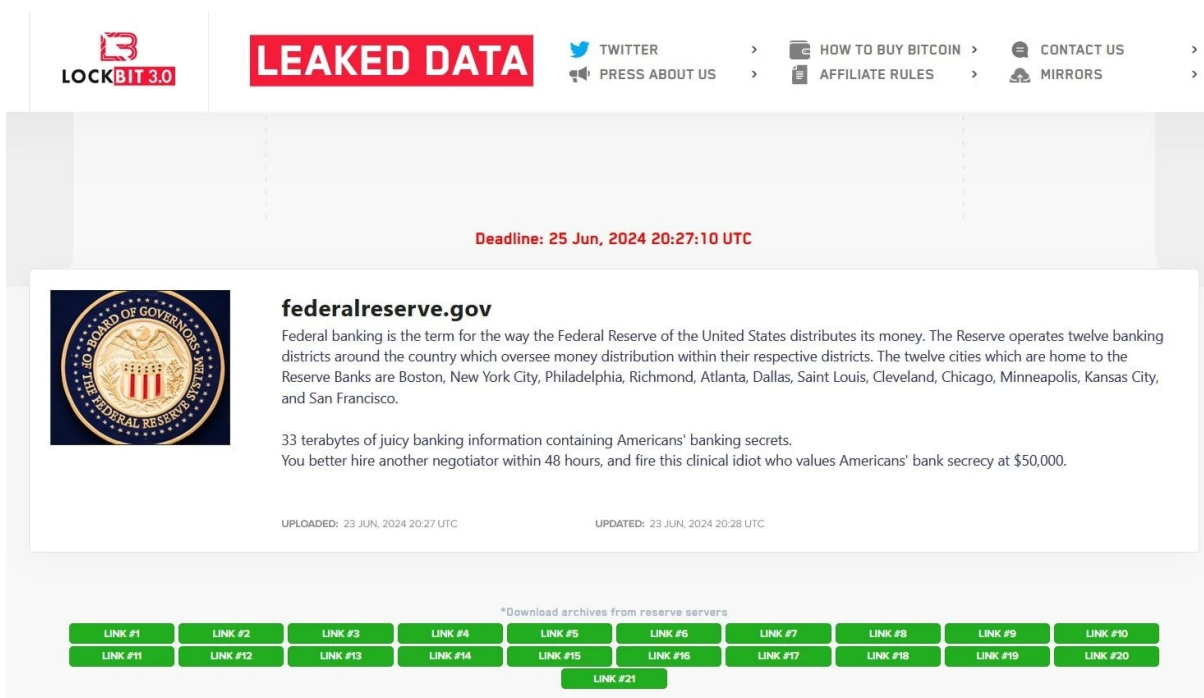 LOCKBIT 3.0
LEAKED DATA
TWITTER >
PRESS ABOUT US >
HOW TO BUY BITCOIN >
AFFILIATE RULES >
CONTACT US >
MIRRORS >
Deadline: 25 Jun, 2024 20:27:10 UTC
BOARD OF GOVERNORS OF THE FEDERAL RESERVE SYSTEM
federalreserve.gov
Federal banking is the term for the way the Federal Reserve of the United States distributes its money. The Reserve operates twelve banking
districts around the country which oversee money distribution within their respective districts. The twelve cities which are home to the
Reserve Banks are Boston, New York City, Philadelphia, Richmond, Atlanta, Dallas, Saint Louis, Cleveland, Chicago, Minneapolis, Kansas City,
and San Francisco.
33 terabytes of juicy banking information containing Americans' banking secrets.
You better hire another negotiator within 48 hours, and fire this clinical idiot who values Americans' bank secrecy at $50,000.
UPLOADED: 23 JUN, 2024 20:27 UTC
UPDATED: 23 JUN, 2024 20:28 UTC
*Download archives from reserve servers
LINK #1 LINK #2 LINK #3 LINK #4 LINK #5 LINK #6 LINK #7 LINK #8 LINK #9 LINK #10
LINK #11 LINK #12 LINK #13 LINK #14 LINK #15 LINK #16 LINK #17 LINK #18 LINK #19 LINK #20
LINK #21